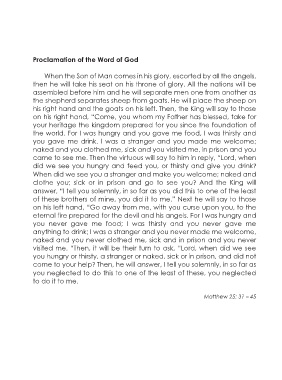 Proclamation of the Word of God
When the Son of Man comes in his glory, escorted by all the angels,
then he will take his seat on his throne of glory. All the nations will be
assembled before him and he will separate men one from another as
the shepherd separates sheep from goats. He will place the sheep on
his right hand and the goats on his left. Then, the King will say to those
on his right hand, "Come, you whom my Father has blessed, take for
your heritage the kingdom prepared for you since the foundation of
the world. For I was hungry and you gave me food, I was thirsty and
you gave me drink, I was a stranger and you made me welcome;
naked and you clothed me, sick and you visited me, in prison and you
came to see me. Then the virtuous will say to him in reply, "Lord, when
did we see you hungry and feed you, or thirsty and give you drink?
When did we see you a stranger and make you welcome; naked and
clothe you; sick or in prison and go to see you? And the King will
answer, "I tell you solemnly, in so far as you did this to one of the least
of these brothers of mine, you did it to me." Next he will say to those
on his left hand, "Go away from me, with you curse upon you, to the
eternal fire prepared for the devil and his angels. For I was hungry and
you never gave me food; I was thirsty and you never gave me
anything to drink; I was a stranger and you never made me welcome,
naked and you never clothed me, sick and in prison and you never
visited me. "Then, it will be their turn to ask, "Lord, when did we see
you hungry or thirsty, a stranger or naked, sick or in prison, and did not
come to your help? Then, he will answer, I tell you solemnly, in so far as
you neglected to do this to one of the least of these, you neglected
to do it to me.
Matthew 25: 31 – 45